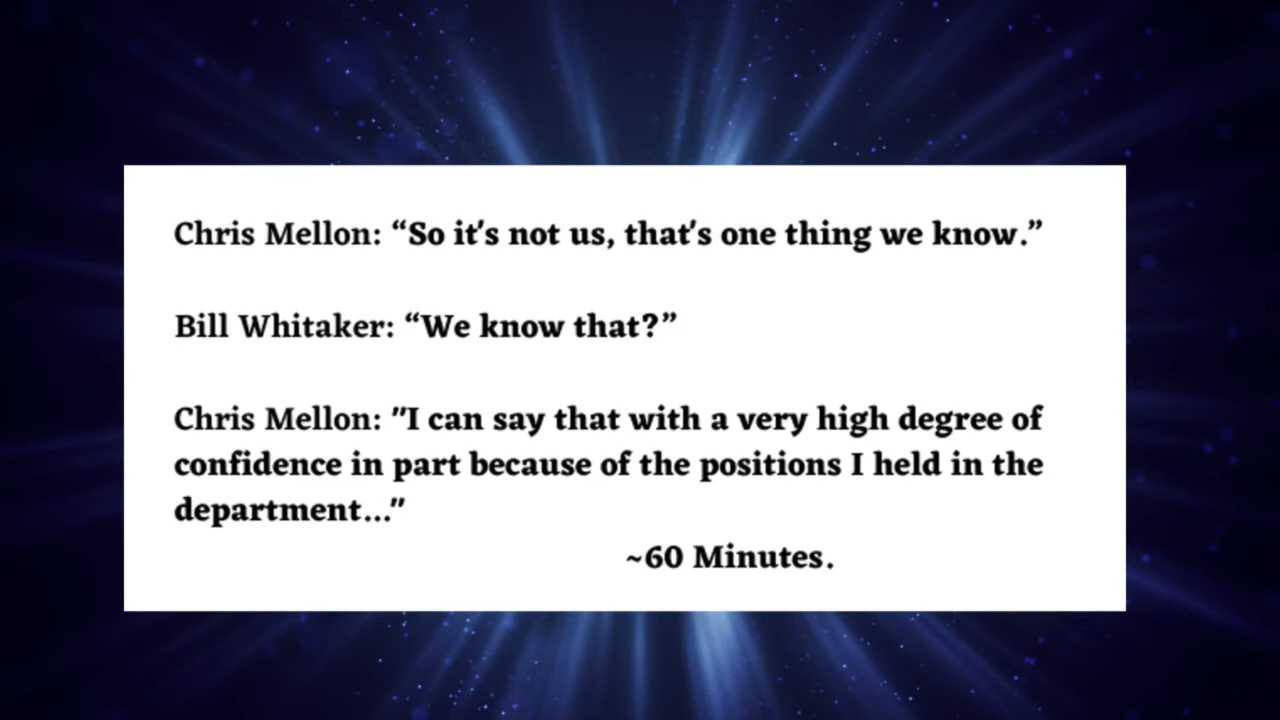 Chris Mellon: “So it's not us, that's one thing we know.”
Bill Whitaker: “We know that?”
Chris Mellon: "I can say that with a very high degree of
confidence in part because of the positions I held in the
department..."
~60 Minutes.